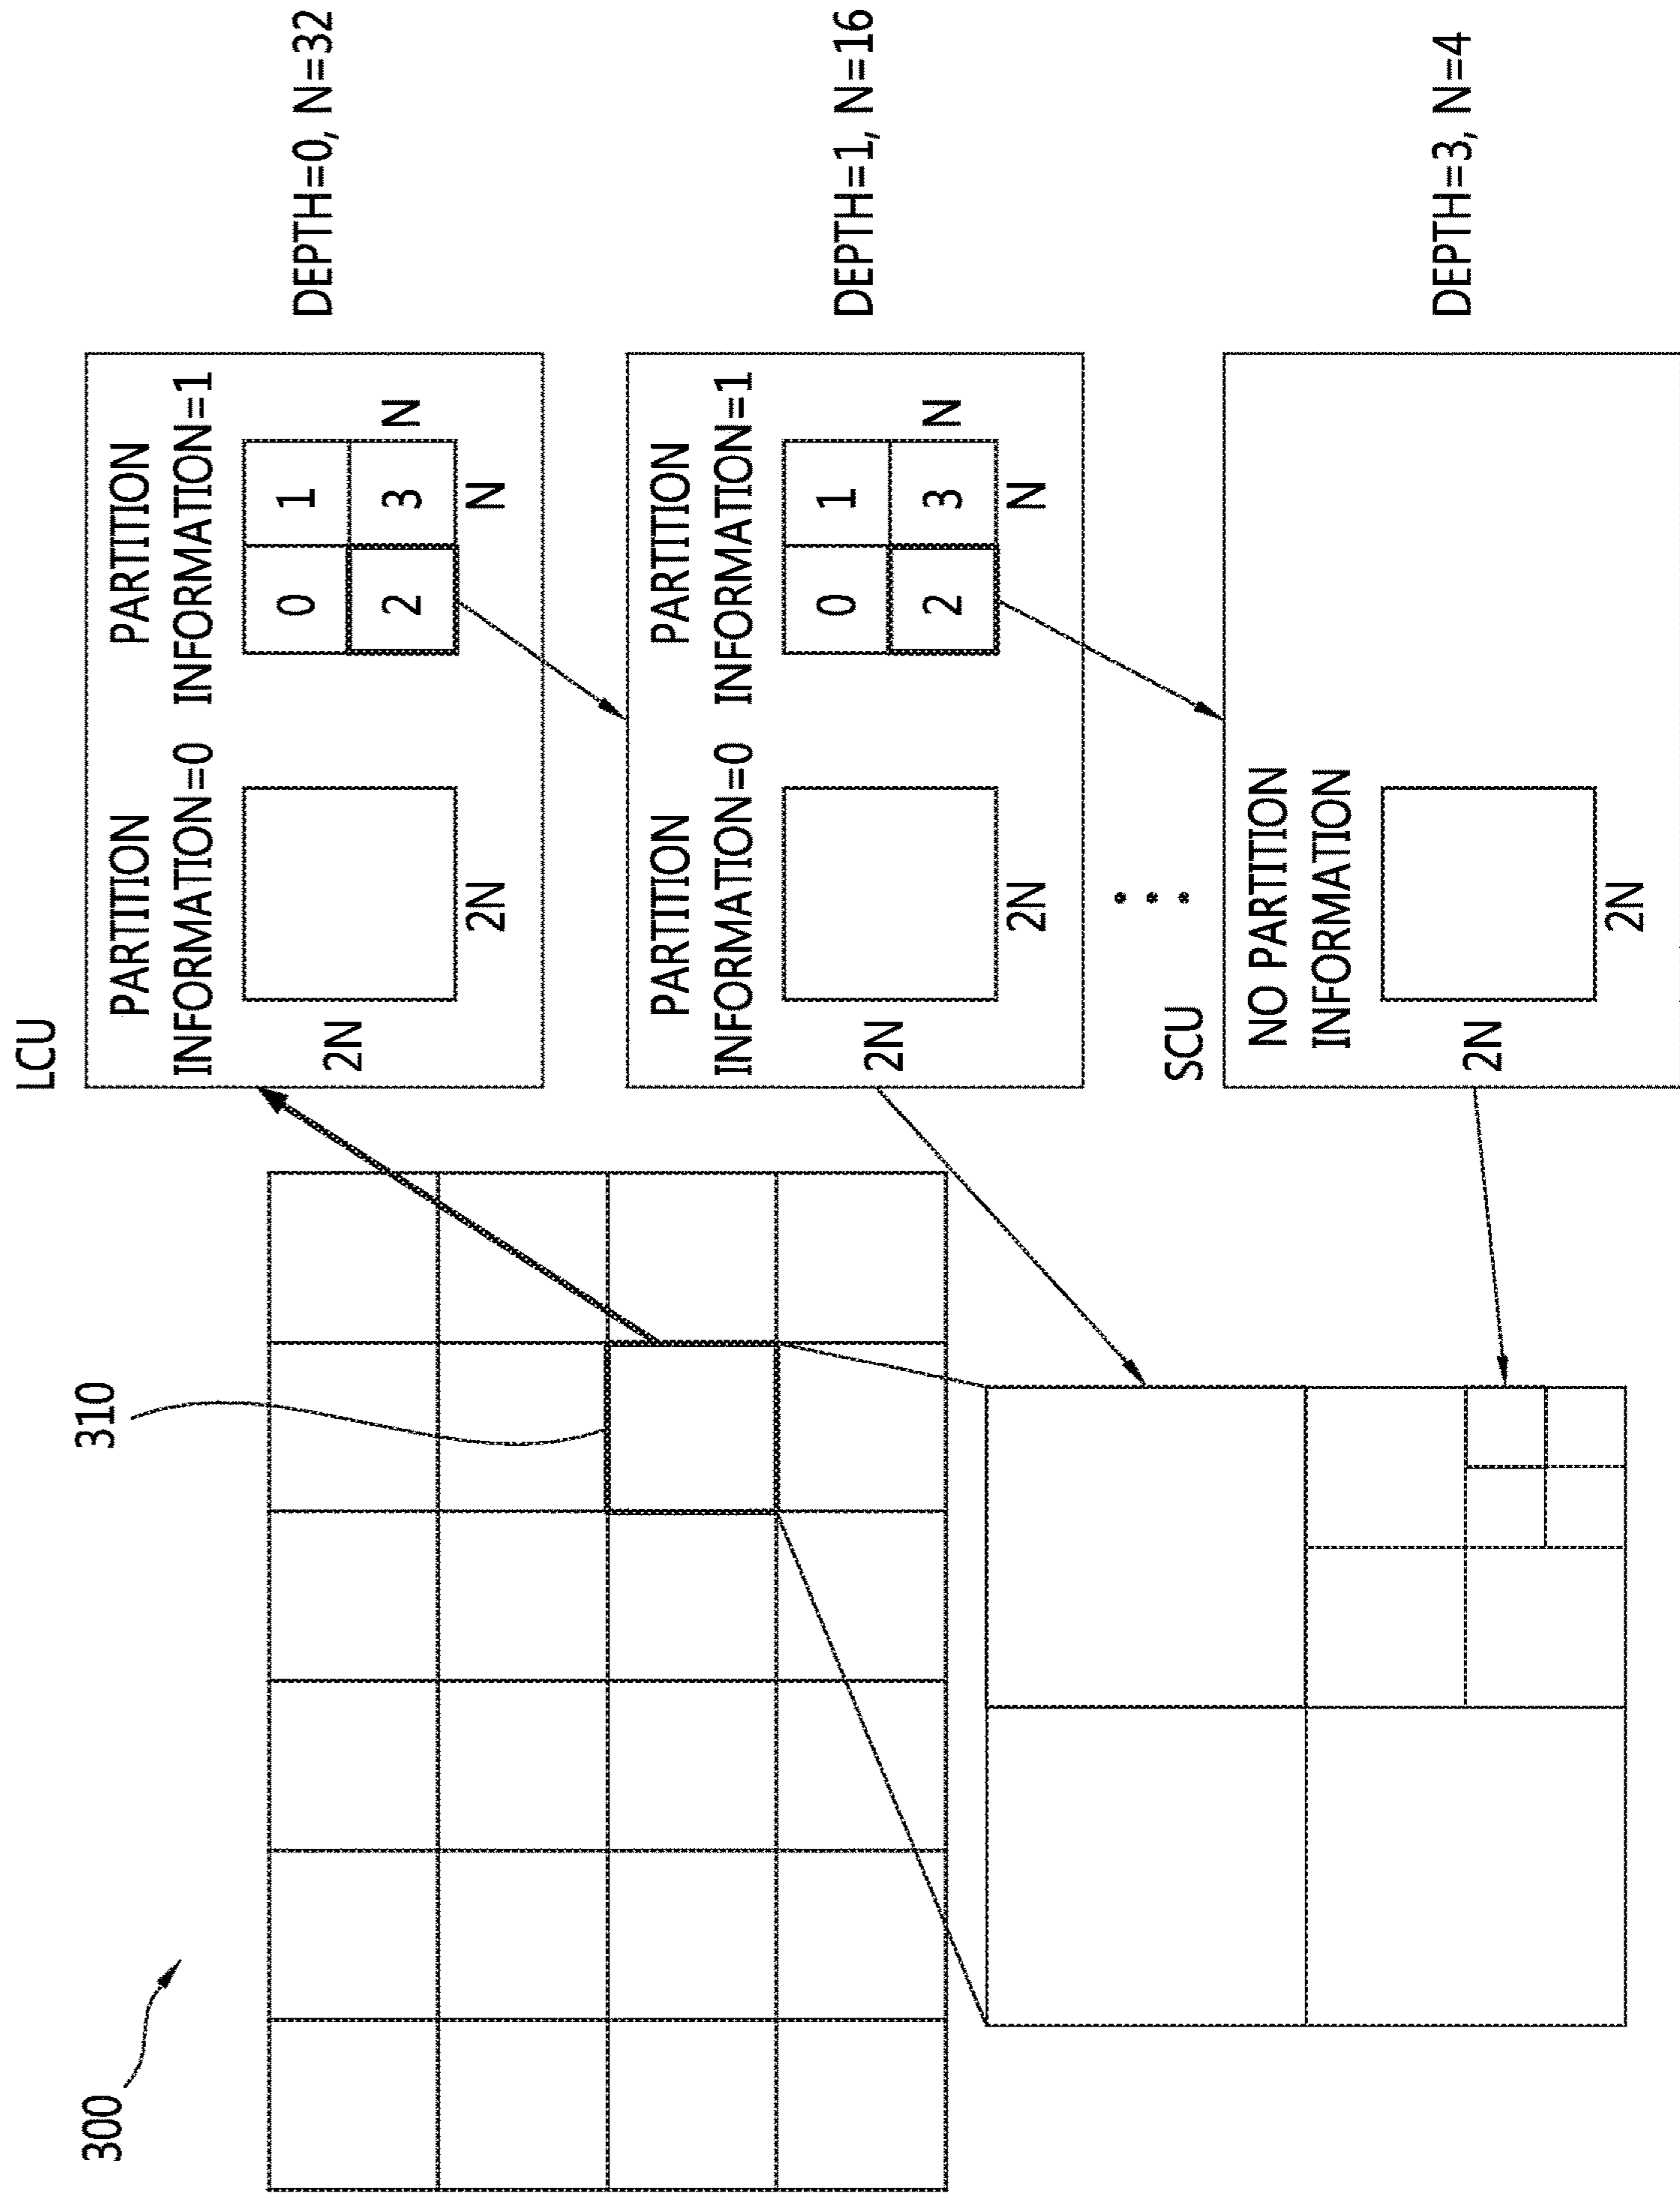 300
310
LCU
PARTITION
INFORMATION=0
PARTITION
INFORMATION=1
2N
2N
0
1
2
3
N
N
DEPTH=0, N=32
PARTITION
INFORMATION=0
PARTITION
INFORMATION=1
2N
2N
0
1
2
3
N
N
DEPTH=1, N=16
SCU
NO PARTITION
INFORMATION
2N
2N
DEPTH=3, N=4